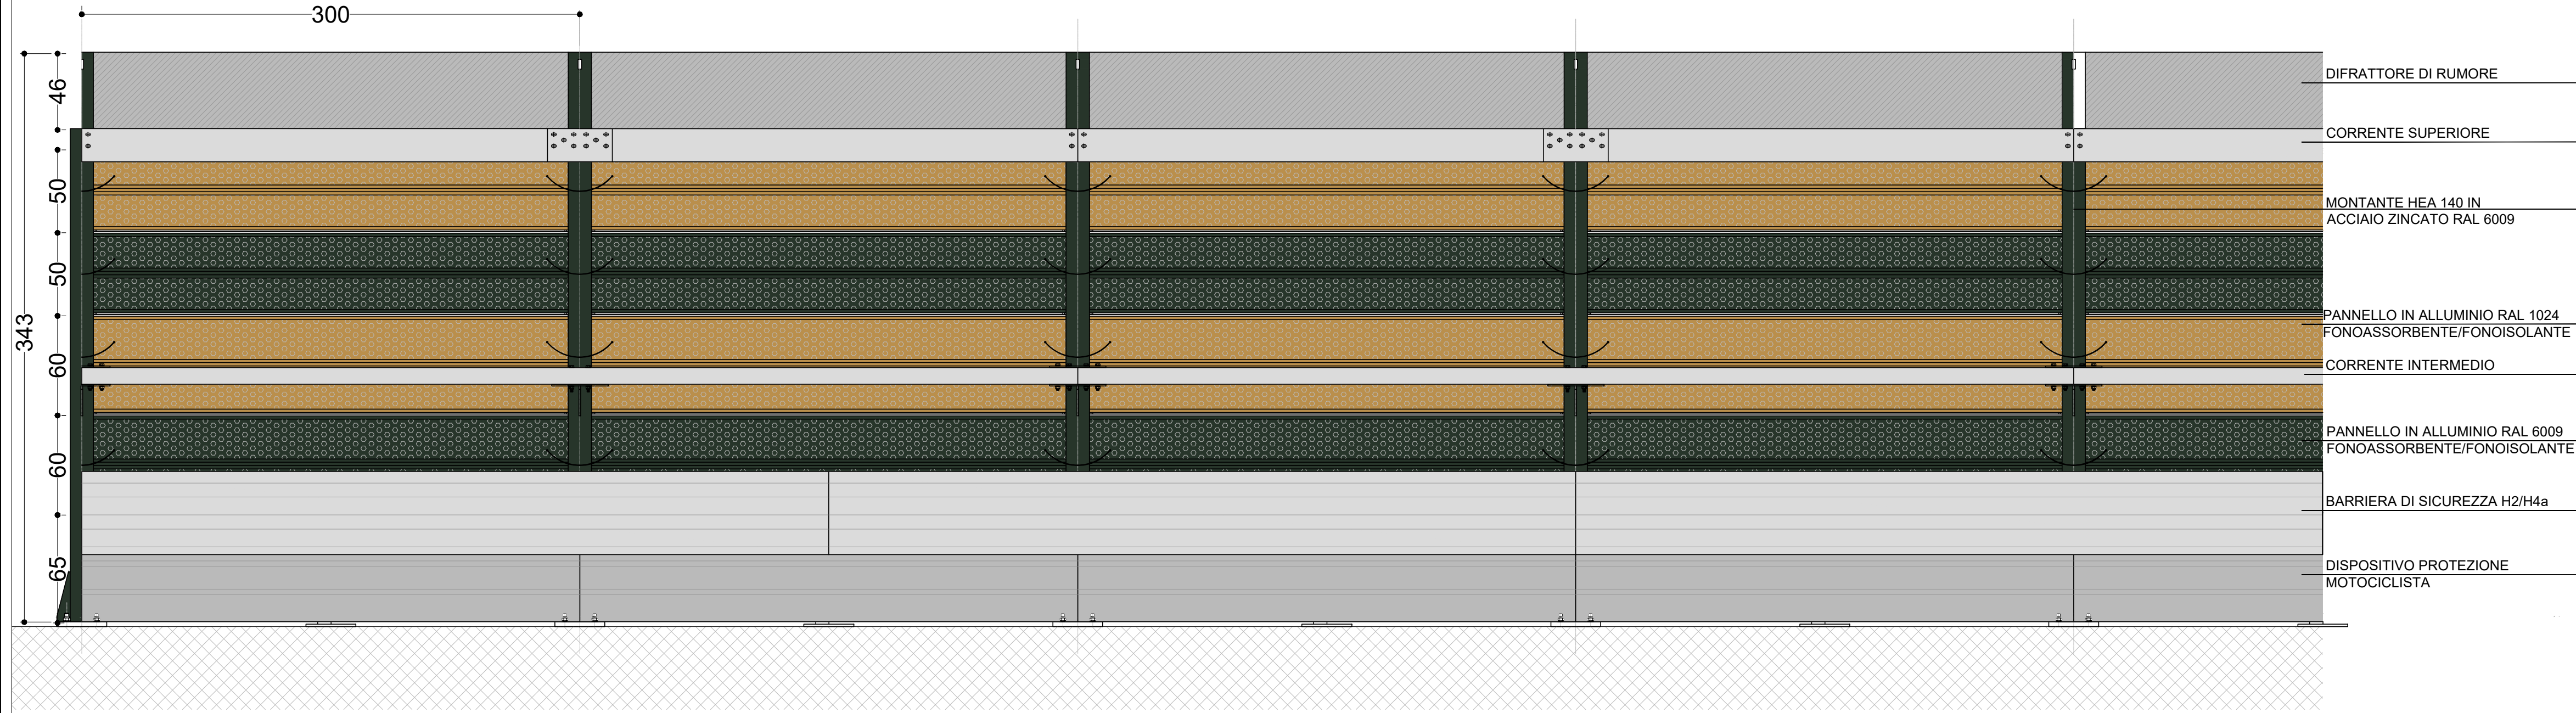 300
46
50
50
343
60
60
65
DIFRATTORE DI RUMORE
CORRENTE SUPERIORE
MONTANTE HEA 140 IN
ACCIAIO ZINCATO RAL 6009
PANNELLO IN ALLUMINIO RAL 1024
FONOASSORBENTE/FONOISOLANTE
CORRENTE INTERMEDIO
PANNELLO IN ALLUMINIO RAL 6009
FONOASSORBENTE/FONOISOLANTE
BARRIERA DI SICUREZZA H2/H4a
DISPOSITIVO PROTEZIONE
MOTOCICLISTA